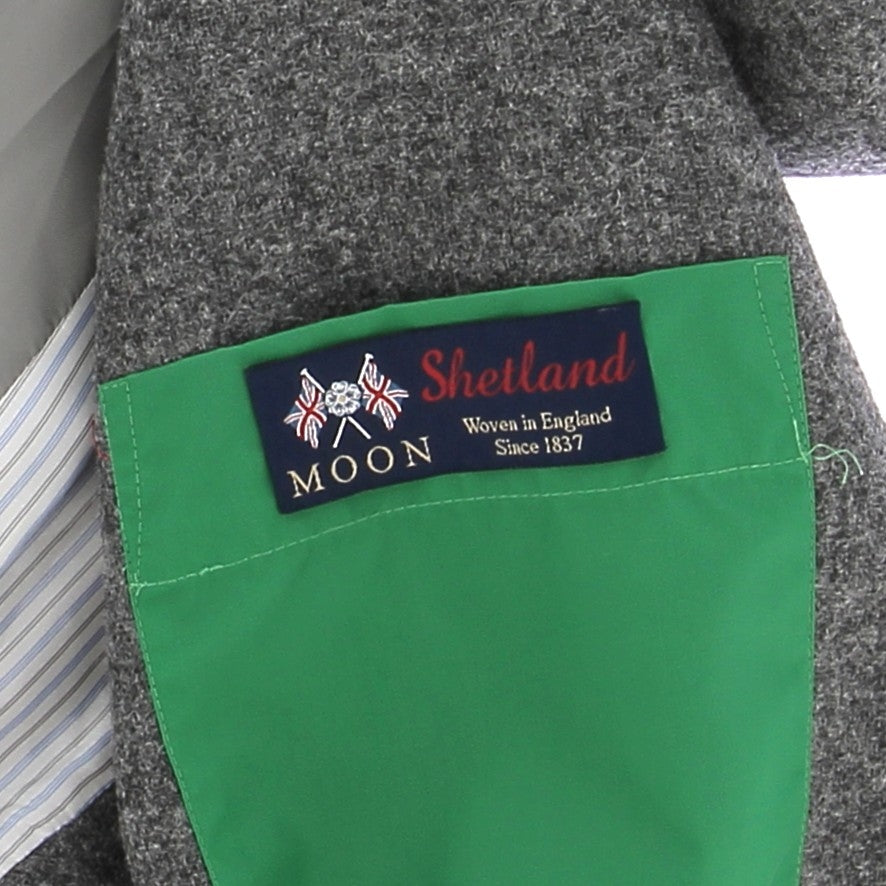 Shetland
MOON
Woven in England
Since 1837